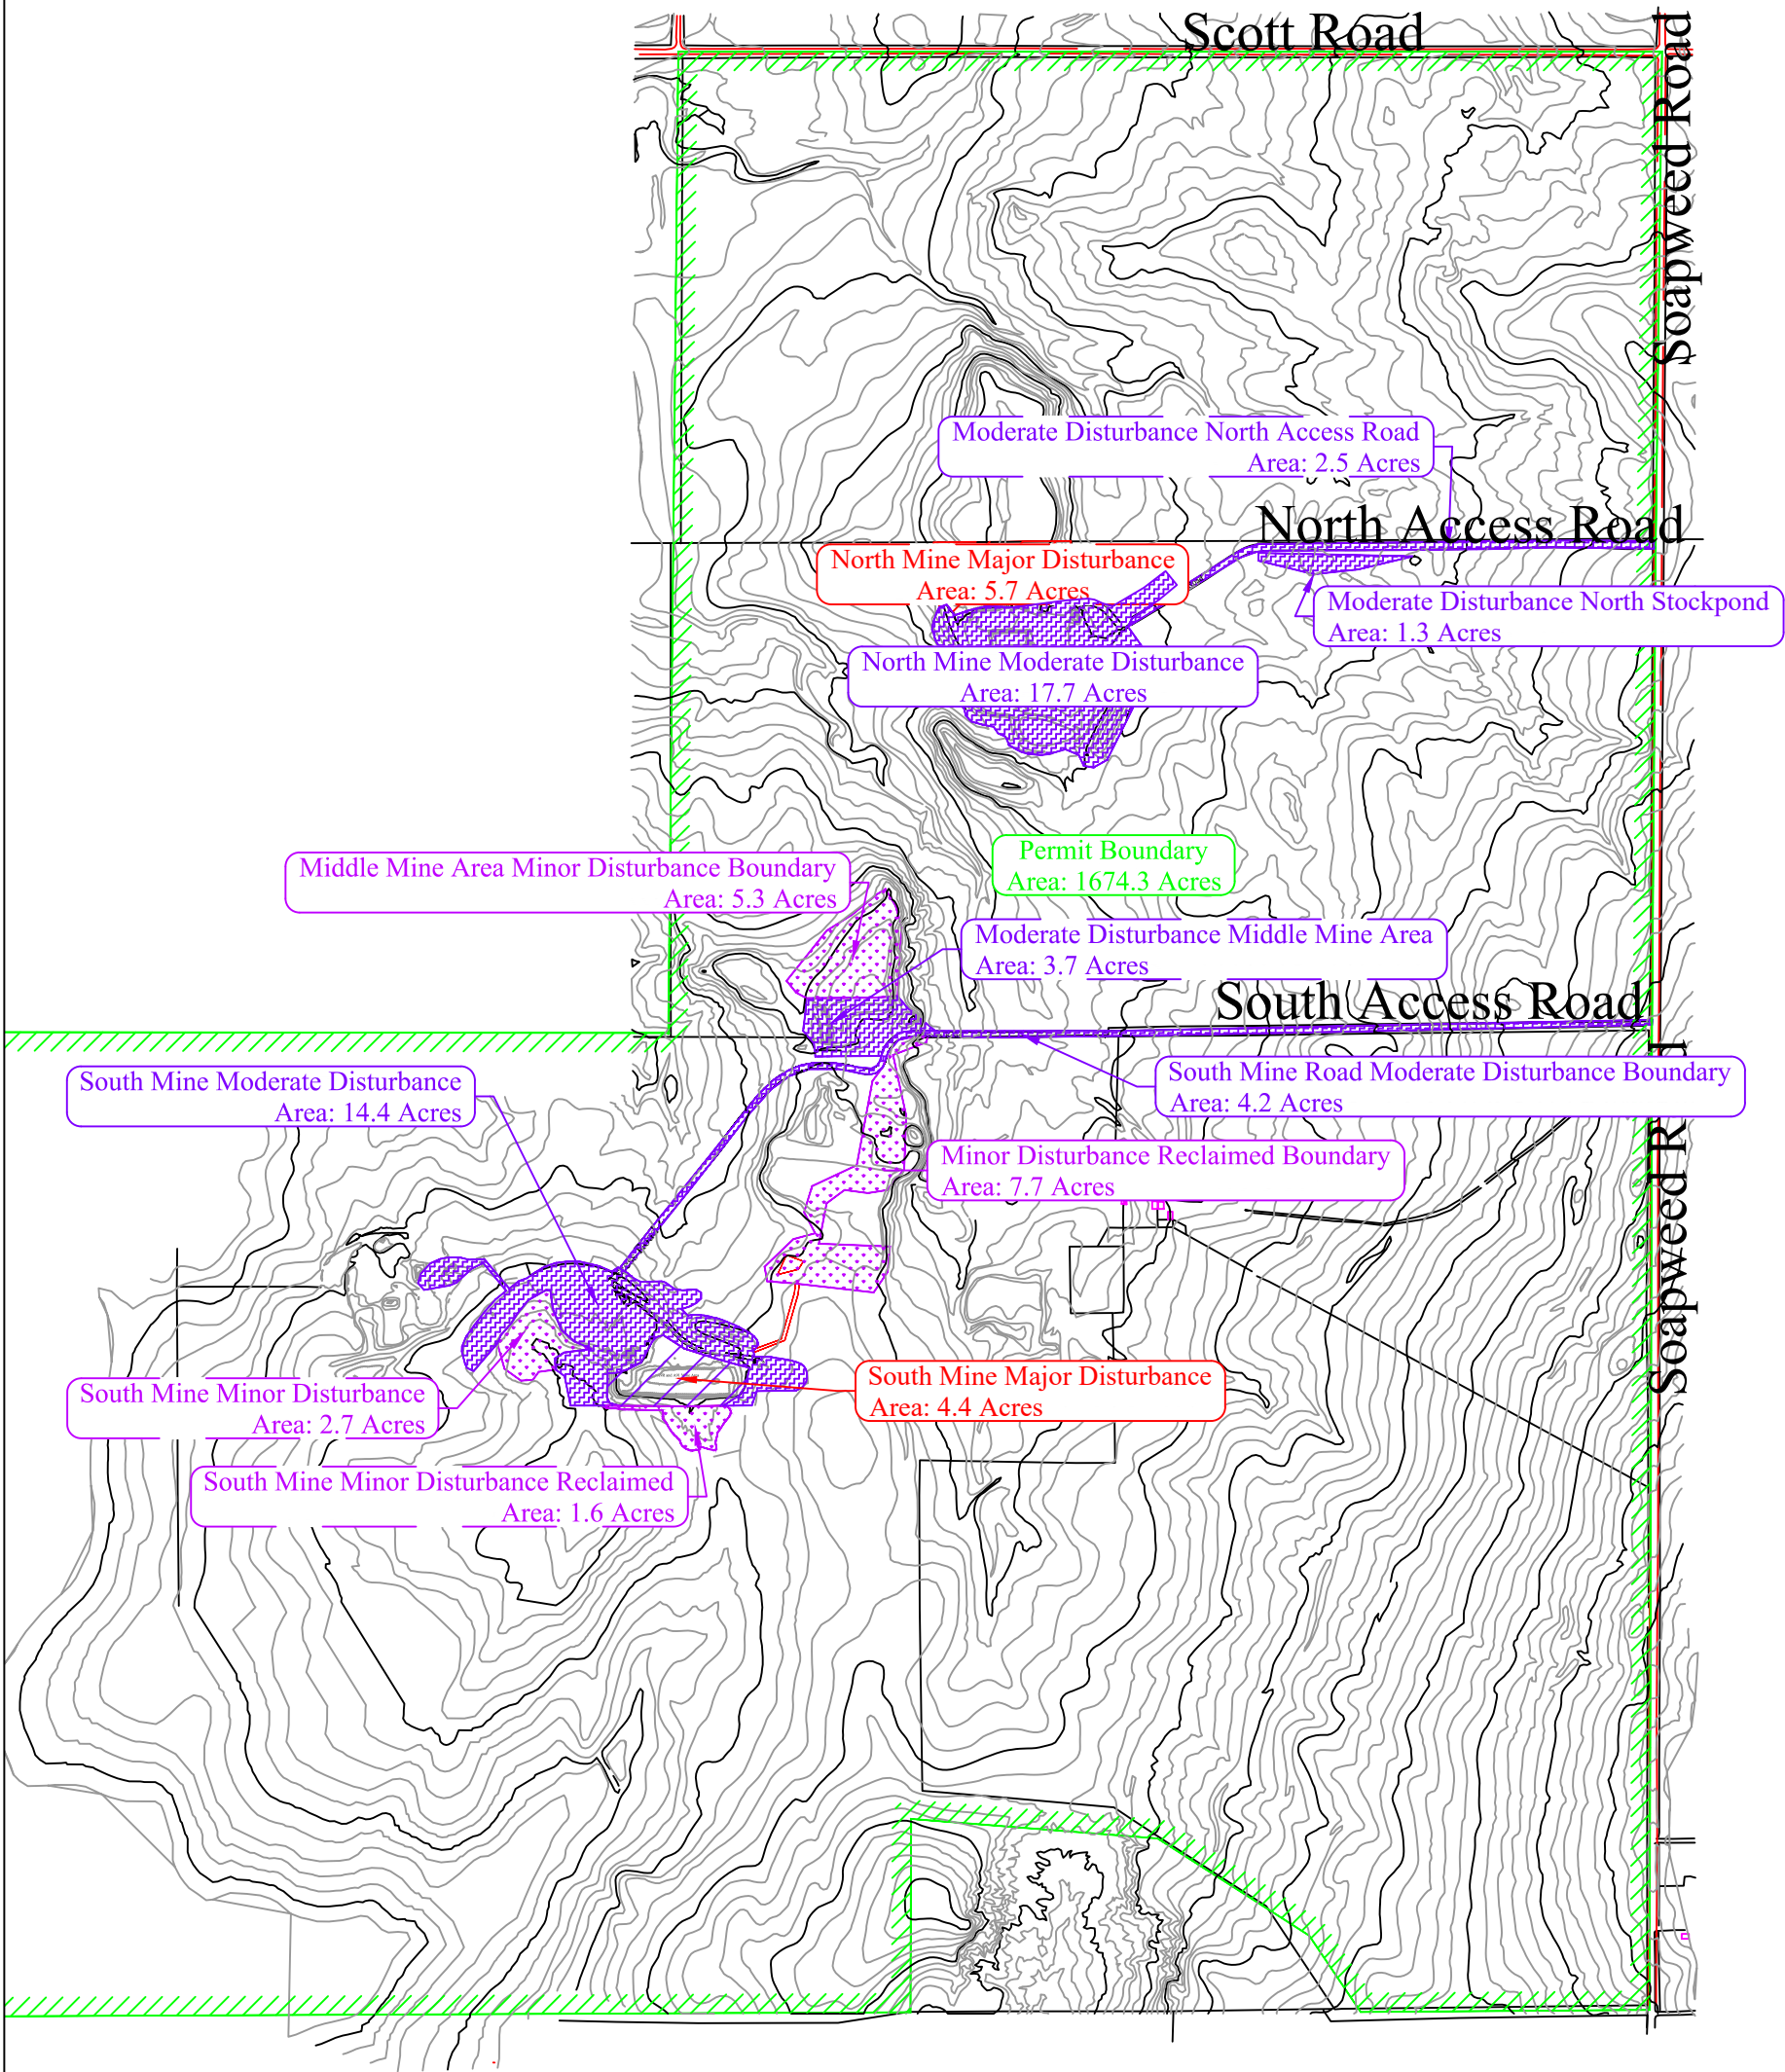 Scott Road
Soapweed Road
Moderate Disturbance North Access Road
Area: 2.5 Acres
North Access Road
North Mine Major Disturbance
Area: 5.7 Acres
Moderate Disturbance North Stockpond
Area: 1.3 Acres
North Mine Moderate Disturbance
Area: 17.7 Acres
Permit Boundary
Area: 1674.3 Acres
Middle Mine Area Minor Disturbance Boundary
Area: 5.3 Acres
Moderate Disturbance Middle Mine Area
Area: 3.7 Acres
South Access Road
South Mine Moderate Disturbance
Area: 14.4 Acres
South Mine Road Moderate Disturbance Boundary
Area: 4.2 Acres
Minor Disturbance Reclaimed Boundary
Area: 7.7 Acres
Soapweed R d
South Mine Major Disturbance
Area: 4.4 Acres
South Mine Minor Disturbance
Area: 2.7 Acres
South Mine Minor Disturbance Reclaimed
Area: 1.6 Acres